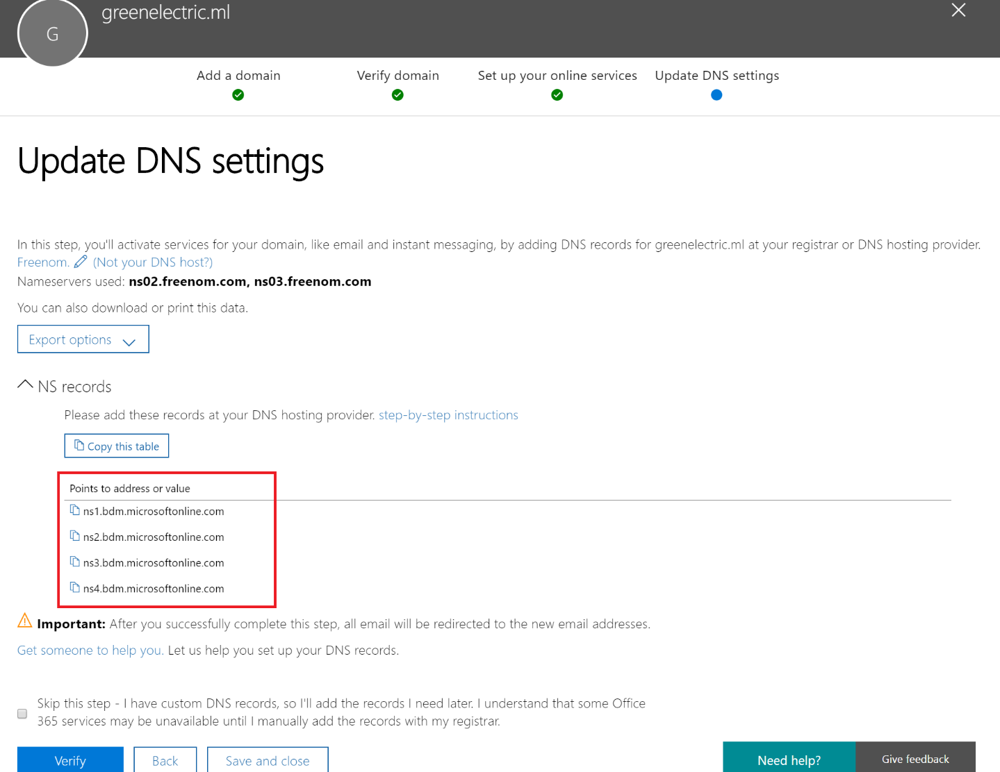 greenelectric.ml
G
Add a domain
Verify domain
Set up your online services
Update DNS settings
Update DNS settings
In this step, you'll activate services for your domain, like email and instant messaging, by adding DNS records for greenelectric.ml at your registrar or DNS hosting provider.
Freenom. (Not your DNS host?)
Nameservers used: ns02.freenom.com, ns03.freenom.com
You can also download or print this data.
Export options
NS records
Please add these records at your DNS hosting provider. step-by-step instructions
Copy this table
Points to address or value
ns1.bdm.microsoftonline.com
ns2.bdm.microsoftonline.com
ns3.bdm.microsoftonline.com
ns4.bdm.microsoftonline.com
Important: After you successfully complete this step, all email will be redirected to the new email addresses.
Get someone to help you. Let us help you set up your DNS records.
Skip this step - I have custom DNS records, so I'll add the records I need later. I understand that some Office
365 services may be unavailable until I manually add the records with my registrar.
Verify
Back
Save and close
Need help?
Give feedback